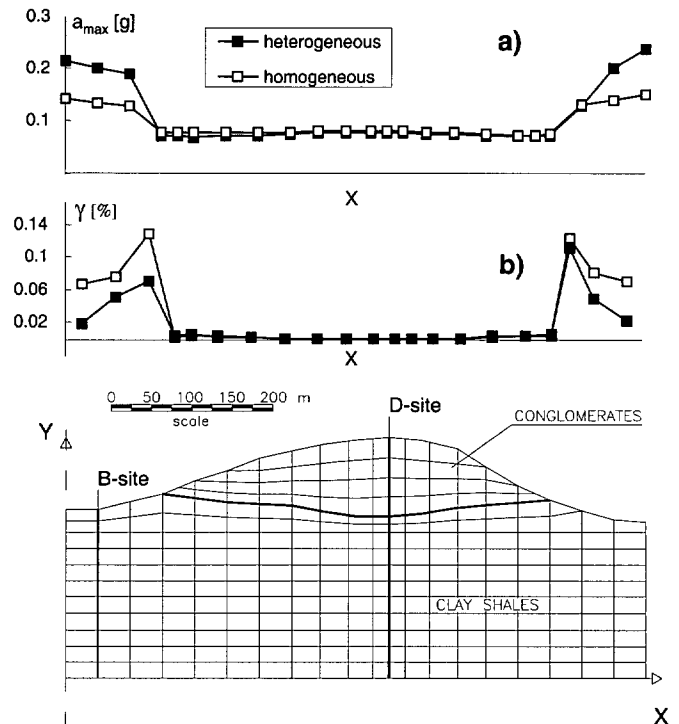 0.3
a_max [g]
heterogeneous
homogeneous
a)
0.2
0.1
X
γ [%]
0.14
0.1
0.06
0.02
b)
X
0 50 100 150 200 m
scale
D-site
CONGLOMERATES
Y
B-site
CLAY SHALES
X